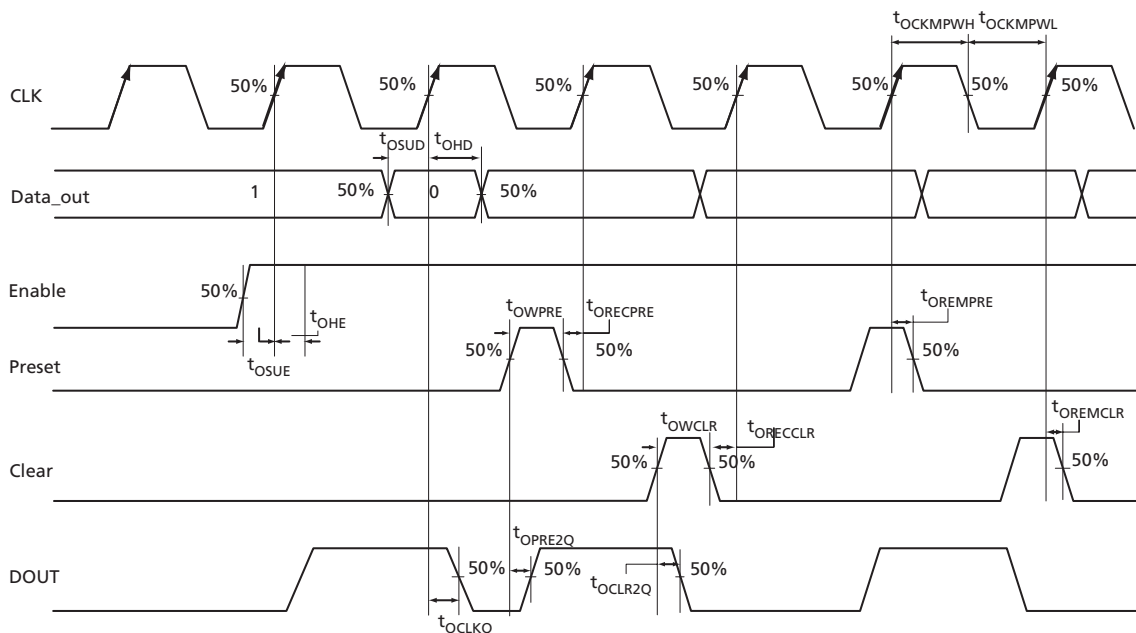 tOCKMPWH tOCKMPWL
CLK 50% 50% 50% 50% 50% 50% 50%
tOSUD tOHD
Data_out 1 50% 0 50%
Enable 50%
tOHE
tOSUE
tOWPRE tORECPRE tOREMPRE
Preset 50% 50% 50%
tOWCLR tORECCLR tOREMCLR
Clear 50% 50% 50%
tOPRE2Q
DOUT 50% 50% 50%
tOCLR2Q
tOCLKQ